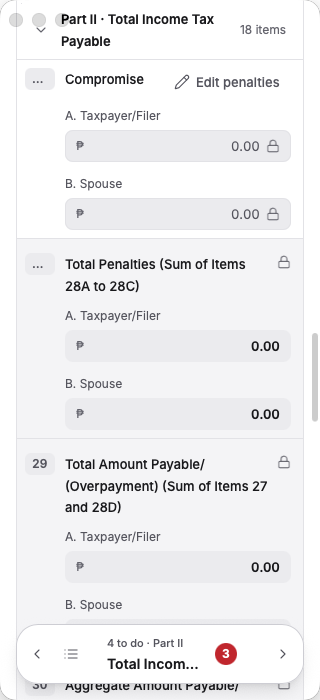 Part II · Total Income Tax
Payable
18 items
...
Compromise
Edit penalties
A. Taxpayer/Filer
₱ 0.00
B. Spouse
₱ 0.00
...
Total Penalties (Sum of Items
28A to 28C)
A. Taxpayer/Filer
₱ 0.00
B. Spouse
₱ 0.00
29
Total Amount Payable/
(Overpayment) (Sum of Items 27
and 28D)
A. Taxpayer/Filer
₱ 0.00
B. Spouse
4 to do · Part II
Total Incom...
3
30 Aggregate Amount Payable/